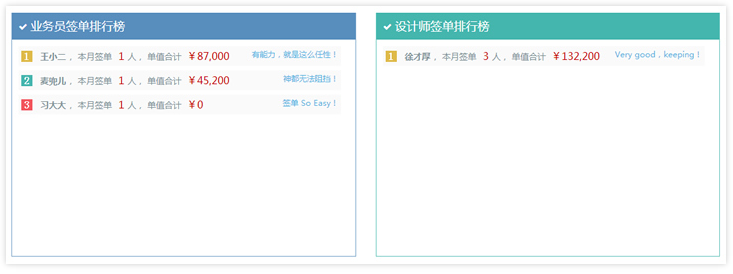 业务员签单排行榜
1 王小二， 本月签单 1 人， 单值合计 ￥87,000 有能力，就是这么任性！
2 麦兜儿， 本月签单 1 人， 单值合计 ￥45,200 神都无法阻挡！
3 习大大， 本月签单 1 人， 单值合计 ￥0 签单 So Easy！
设计师签单排行榜
1 徐才厚， 本月签单 3 人， 单值合计 ￥132,200 Very good，keeping！